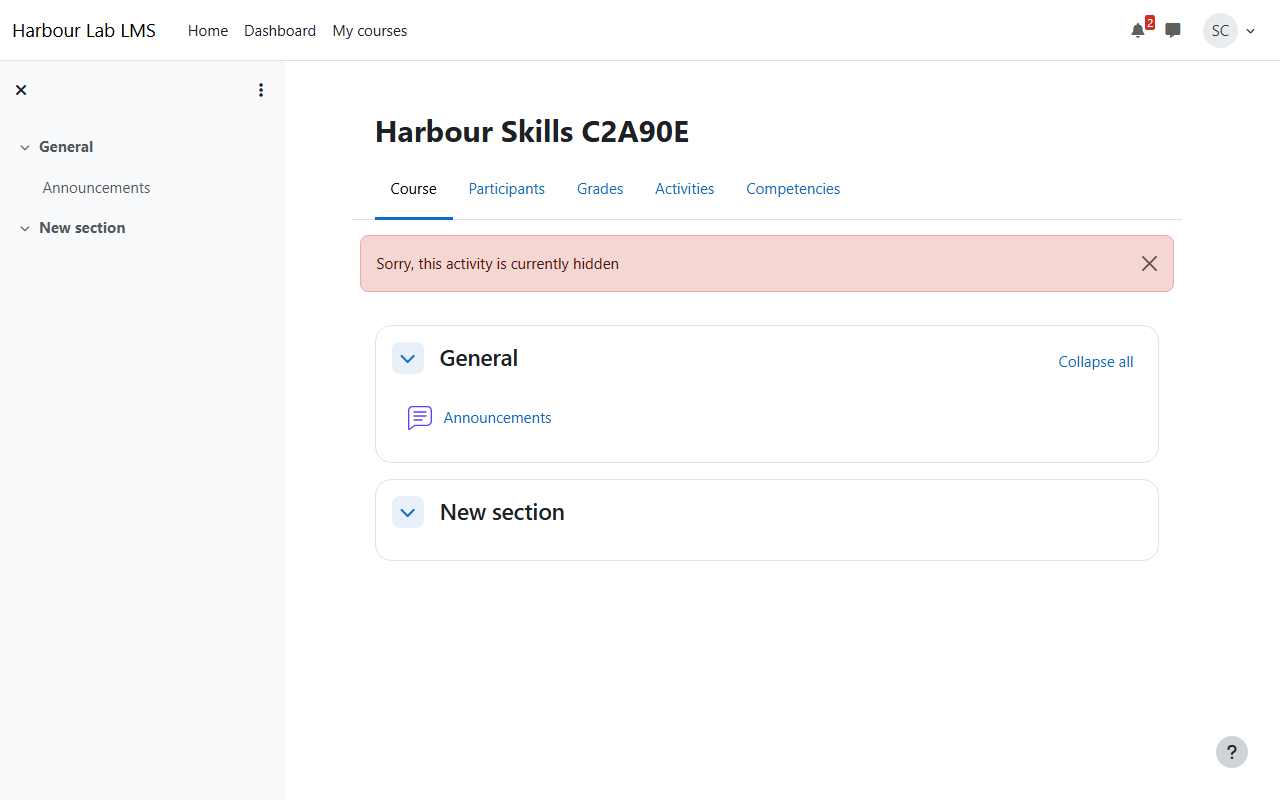 Harbour Lab LMS Home Dashboard My courses 2 SC
General
Announcements
New section
Harbour Skills C2A90E
Course Participants Grades Activities Competencies
Sorry, this activity is currently hidden
General Collapse all
Announcements
New section
?